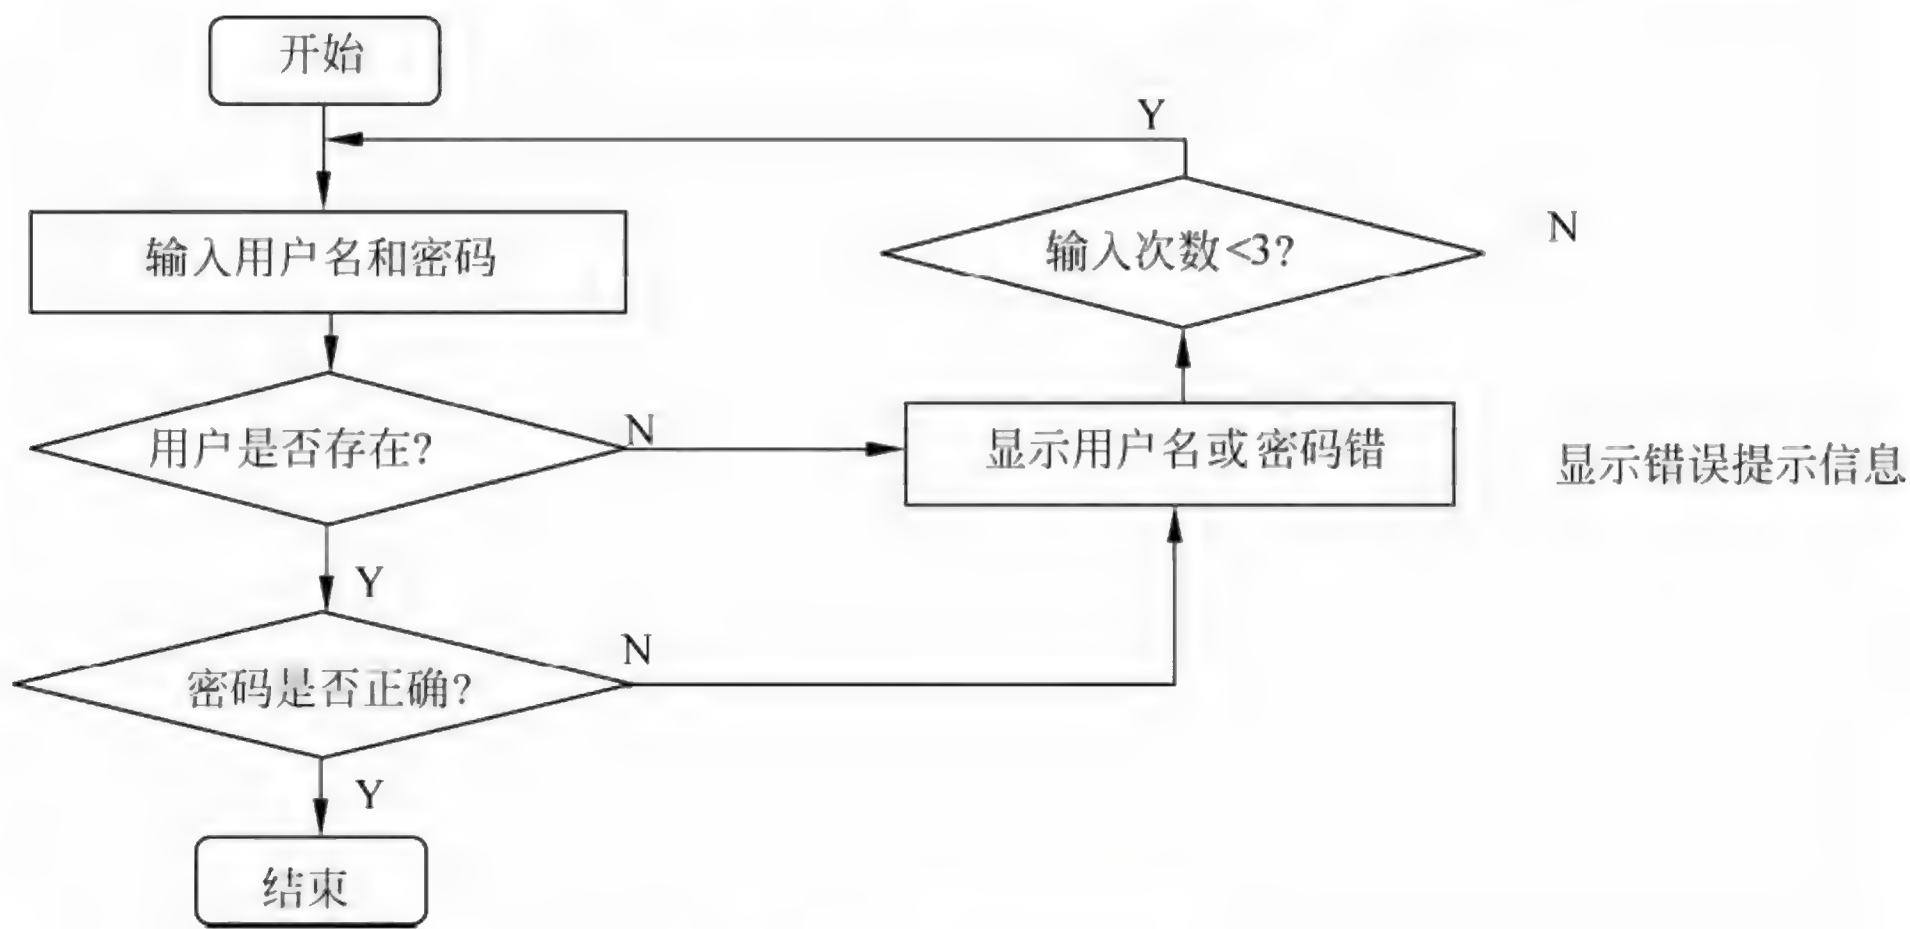 开始
Y
输入用户名和密码
输入次数<3?
N
用户是否存在?
N
显示用户名或密码错
显示错误提示信息
Y
密码是否正确?
N
Y
结束